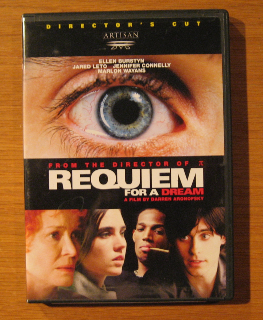 DIRECTOR'S CUT
ARTISAN
DVD
ELLEN BURSTYN
JARED LETO JENNIFER CONNELLY
MARLON WAYANS
FROM THE DIRECTOR OF π
REQUIEM
FOR A DREAM
A FILM BY DARREN ARONOFSKY